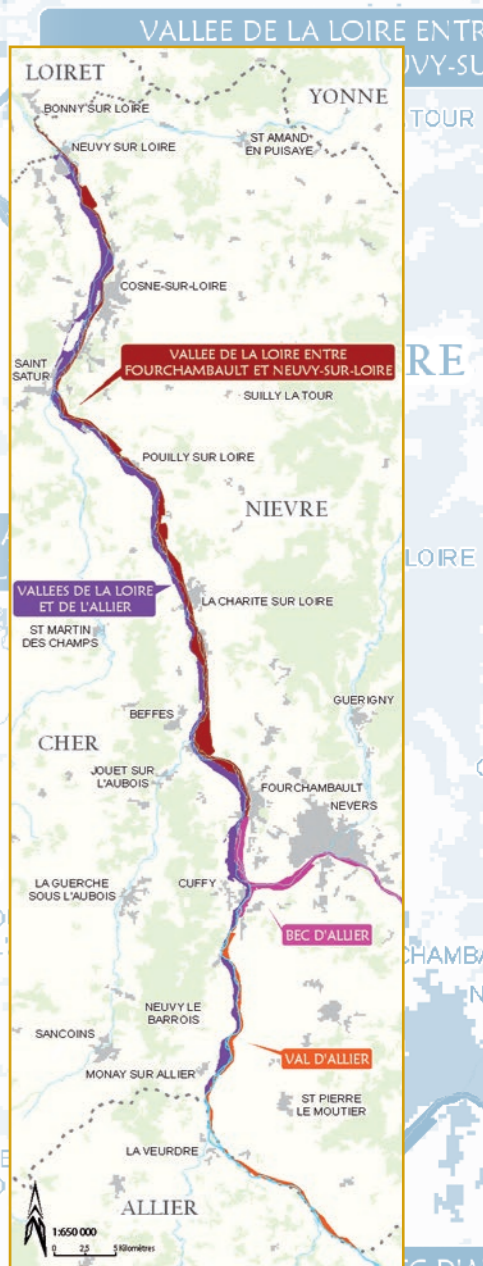 VALLEE DE LA LOIRE ENTR
UVY-SU
LOIRET
YONNE
BONNY SUR LOIRE
TOUR
ST AMAND
EN PUISAYE
NEUVY SUR LOIRE
COSNE-SUR-LOIRE
VALLEE DE LA LOIRE ENTRE
FOURCHAMBAULT ET NEUVY-SUR-LOIRE
RE
SAINT
SATUR
SUILLY LA TOUR
POUILLY SUR LOIRE
NIEVRE
LOIRE
VALLEES DE LA LOIRE
ET DE L'ALLIER
LA CHARITE SUR LOIRE
ST MARTIN
DES CHAMPS
GUERIGNY
BEFFES
CHER
JOUET SUR
L'AUBOIS
FOURCHAMBAULT
NEVERS
LA GUERCHE
SOUS L'AUBOIS
CUFFY
BEC D'ALLIER
CHAMBA
N
NEUVY LE
BARROIS
SANCOINS
VAL D'ALLIER
MONAY SUR ALLIER
ST PIERRE
LE MOUTIER
LA VEURDRE
ALLIER
1:650 000
0 2,5 5 Kilomètres